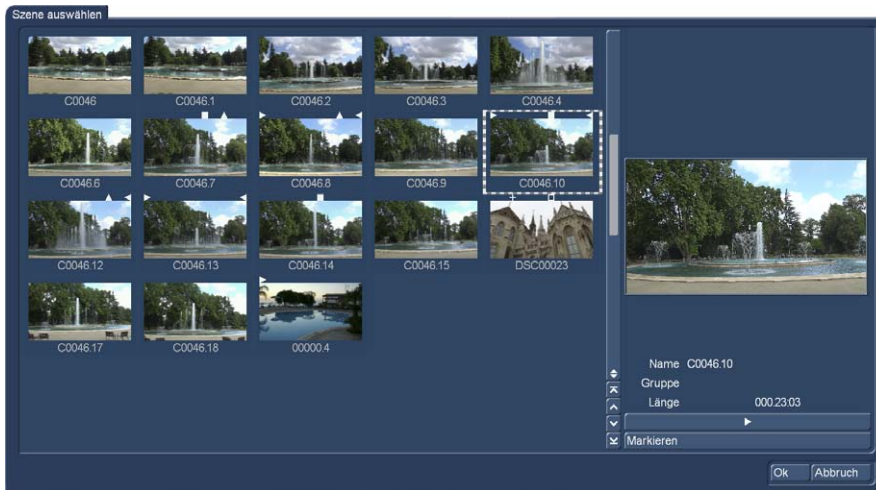 Szene auswählen
C0046 C0046.1 C0046.2 C0046.3 C0046.4
C0046.6 C0046.7 C0046.8 C0046.9 C0046.10
C0046.12 C0046.13 C0046.14 C0046.15 DSC00023
C0046.17 C0046.18 00000.4
Name C0046.10
Gruppe
Länge 000.23:03
Markieren
Ok Abbruch